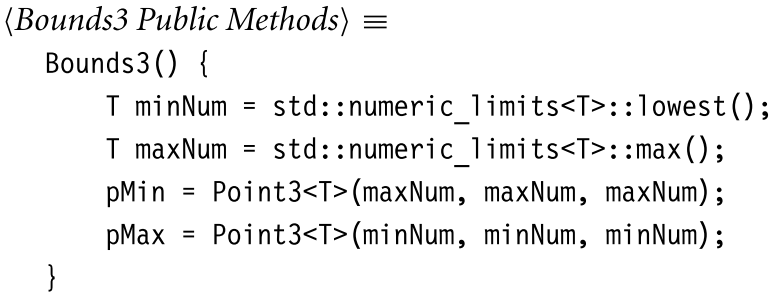 ⟨Bounds3 Public Methods⟩ ≡
Bounds3() {
T minNum = std::numeric_limits<T>::lowest();
T maxNum = std::numeric_limits<T>::max();
pMin = Point3<T>(maxNum, maxNum, maxNum);
pMax = Point3<T>(minNum, minNum, minNum);
}